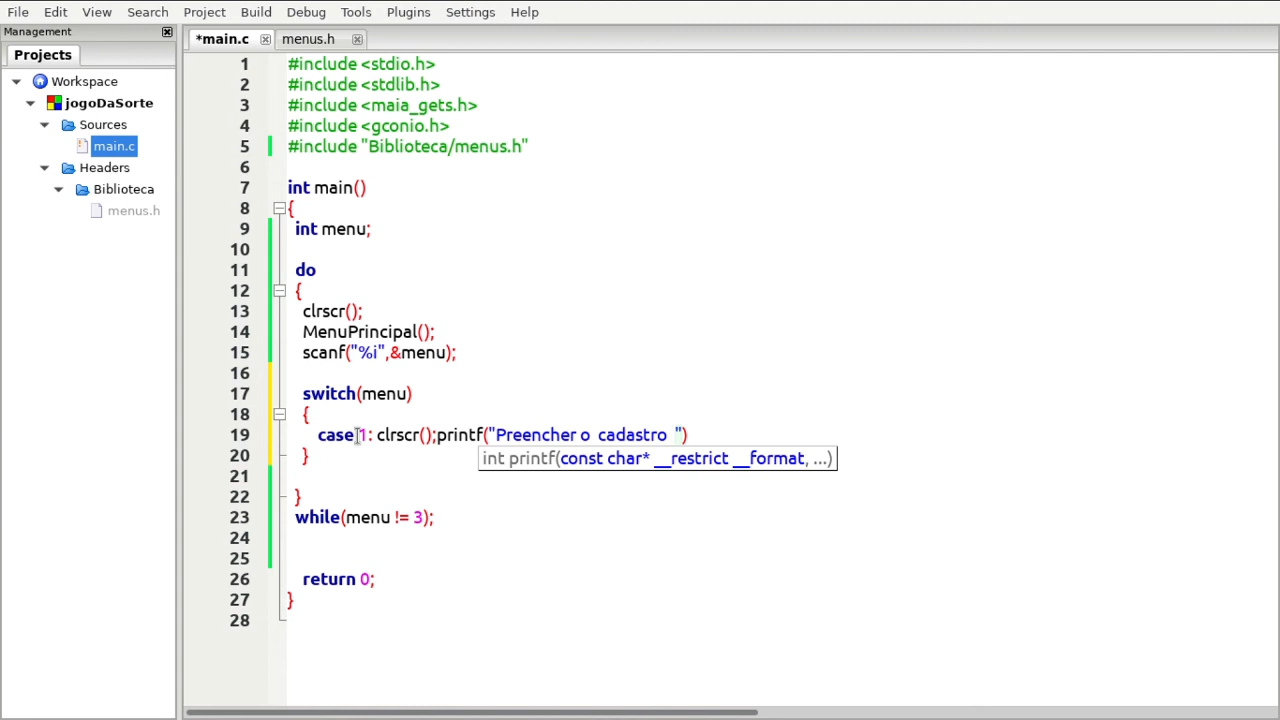 File Edit View Search Project Build Debug Tools Plugins Settings Help
Management
Projects
Workspace
jogoDaSorte
Sources
main.c
Headers
Biblioteca
menus.h
*main.c menus.h
1 #include <stdio.h>
2 #include <stdlib.h>
3 #include <maia_gets.h>
4 #include <gconio.h>
5 #include "Biblioteca/menus.h"
6
7 int main()
8 {
9 int menu;
10
11 do
12 {
13 clrscr();
14 MenuPrincipal();
15 scanf("%i",&menu);
16
17 switch(menu)
18 {
19 case 1: clrscr();printf("Preencher o  cadastro  ")
int printf(const char* __restrict __format, ...)
20 }
21
22 }
23 while(menu != 3);
24
25
26 return 0;
27 }
28